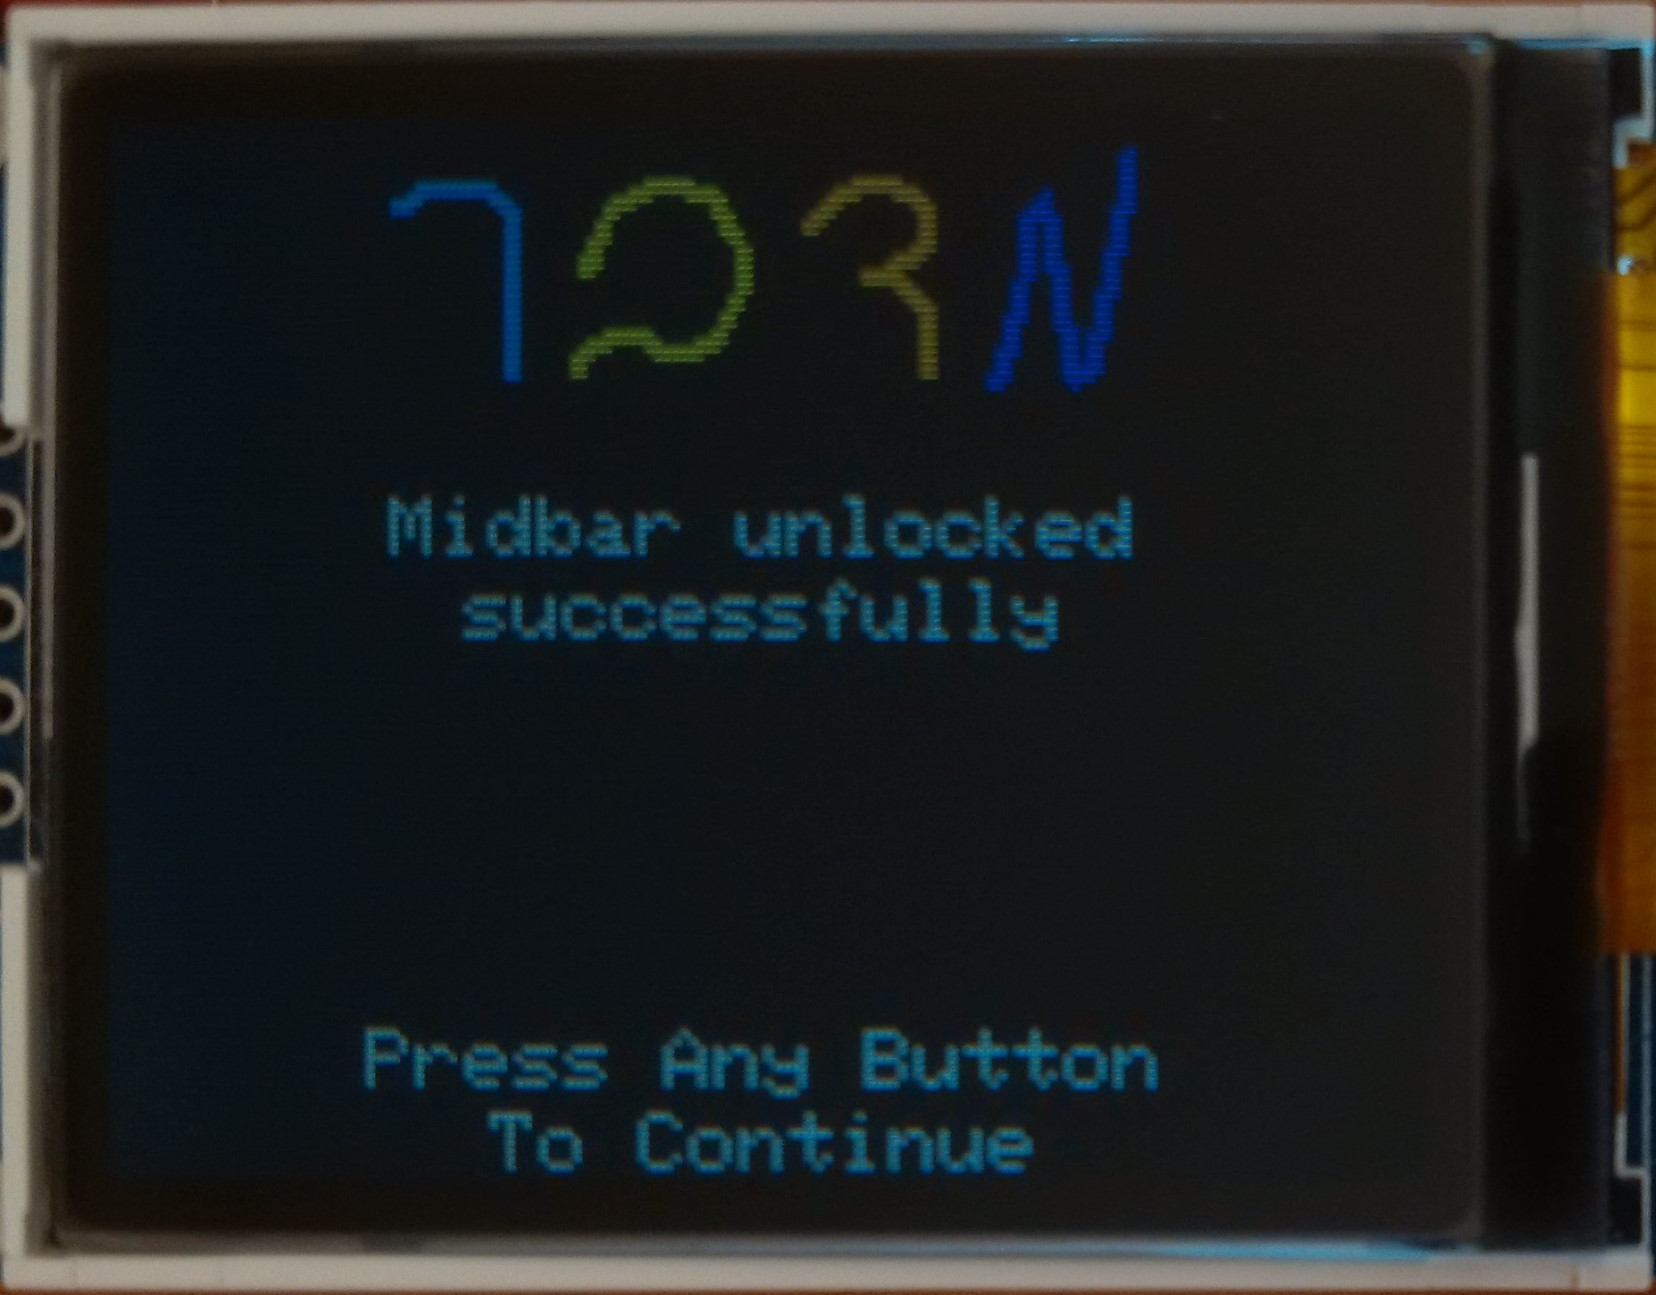 מדבר
Midbar unlocked
successfully
Press Any Button
To Continue